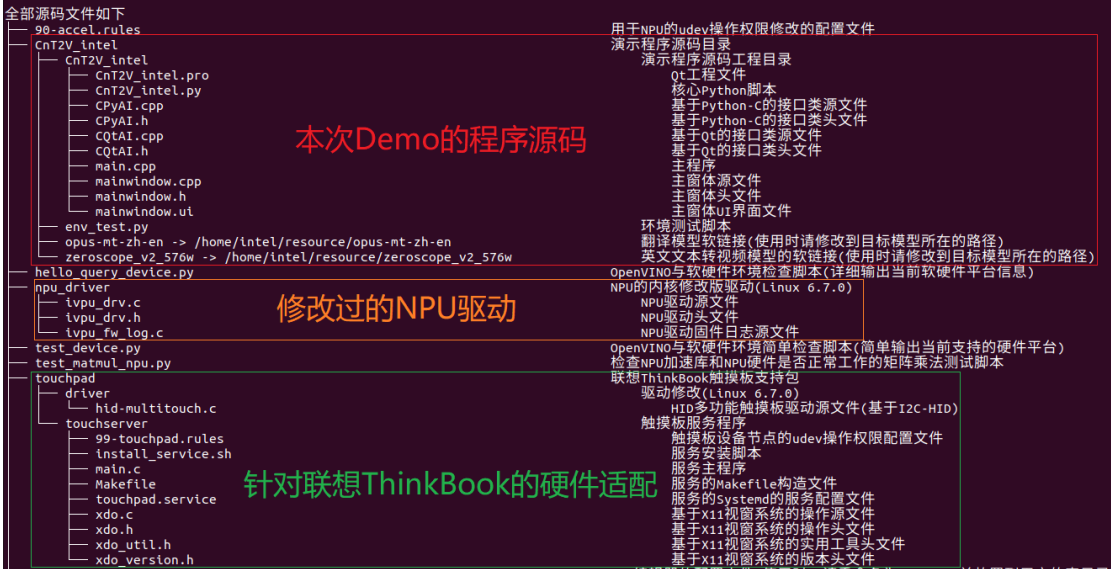 全部源码文件如下
├── 90-accel.rules 用于NPU的udev操作权限修改的配置文件
├── CnT2V_intel 演示程序源码目录
│   ├── CnT2V_intel 演示程序源码工程目录
│   │   ├── CnT2V_intel.pro Qt工程文件
│   │   ├── CnT2V_intel.py 核心Python脚本
│   │   ├── CPyAI.cpp 基于Python-C的接口类源文件
│   │   ├── CPyAI.h 基于Python-C的接口类头文件
│   │   ├── CQtAI.cpp 基于Qt的接口类源文件
│   │   ├── CQtAI.h 基于Qt的接口类头文件
本次Demo的程序源码
│   │   ├── main.cpp 主程序
│   │   ├── mainwindow.cpp 主窗体源文件
│   │   ├── mainwindow.h 主窗体头文件
│   │   └── mainwindow.ui 主窗体UI界面文件
│   ├── env_test.py 环境测试脚本
│   ├── opus-mt-zh-en -> /home/intel/resource/opus-mt-zh-en 翻译模型软链接(使用时请修改到目标模型所在的路径)
│   └── zeroscope_v2_576w -> /home/intel/resource/zeroscope_v2_576w 英文文本转视频模型的软链接(使用时请修改到目标模型所在的路径)
├── hello_query_device.py OpenVINO与软硬件环境检查脚本(详细输出当前软硬件平台信息)
├── npu_driver NPU的内核修改版驱动(Linux 6.7.0)
│   ├── ivpu_drv.c NPU驱动源文件
│   ├── ivpu_drv.h NPU驱动头文件
修改过的NPU驱动
│   └── ivpu_fw_log.c NPU驱动固件日志源文件
├── test_device.py OpenVINO与软硬件环境简单检查脚本(简单输出当前支持的硬件平台)
├── test_matmul_npu.py 检查NPU加速库和NPU硬件是否正常工作的矩阵乘法测试脚本
├── touchpad 联想ThinkBook触摸板支持包
│   ├── driver 驱动修改(Linux 6.7.0)
│   │   └── hid-multitouch.c HID多功能触摸板驱动源文件(基于I2C-HID)
│   └── touchserver 触摸板服务程序
│       ├── 99-touchpad.rules 触摸板设备节点的udev操作权限配置文件
│       ├── install_service.sh 服务安装脚本
│       ├── main.c 服务主程序
│       ├── Makefile 服务的Makefile构造文件
针对联想ThinkBook的硬件适配
│       ├── touchpad.service 服务的Systemd的服务配置文件
│       ├── xdo.c 基于X11视窗系统的操作源文件
│       ├── xdo.h 基于X11视窗系统的操作头文件
│       ├── xdo_util.h 基于X11视窗系统的实用工具头文件
│       └── xdo_version.h 基于X11视窗系统的版本头文件